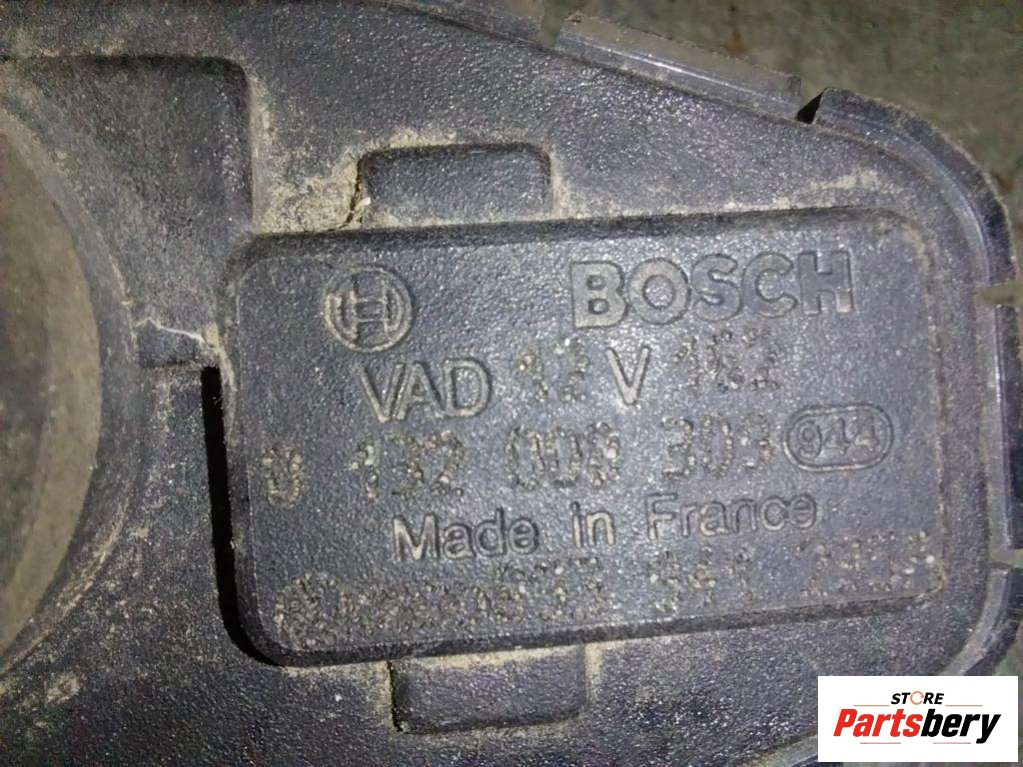 BOSCH
VAD 12 V 162
0 132 008 309 944
Made in France
STORE
Partsbery